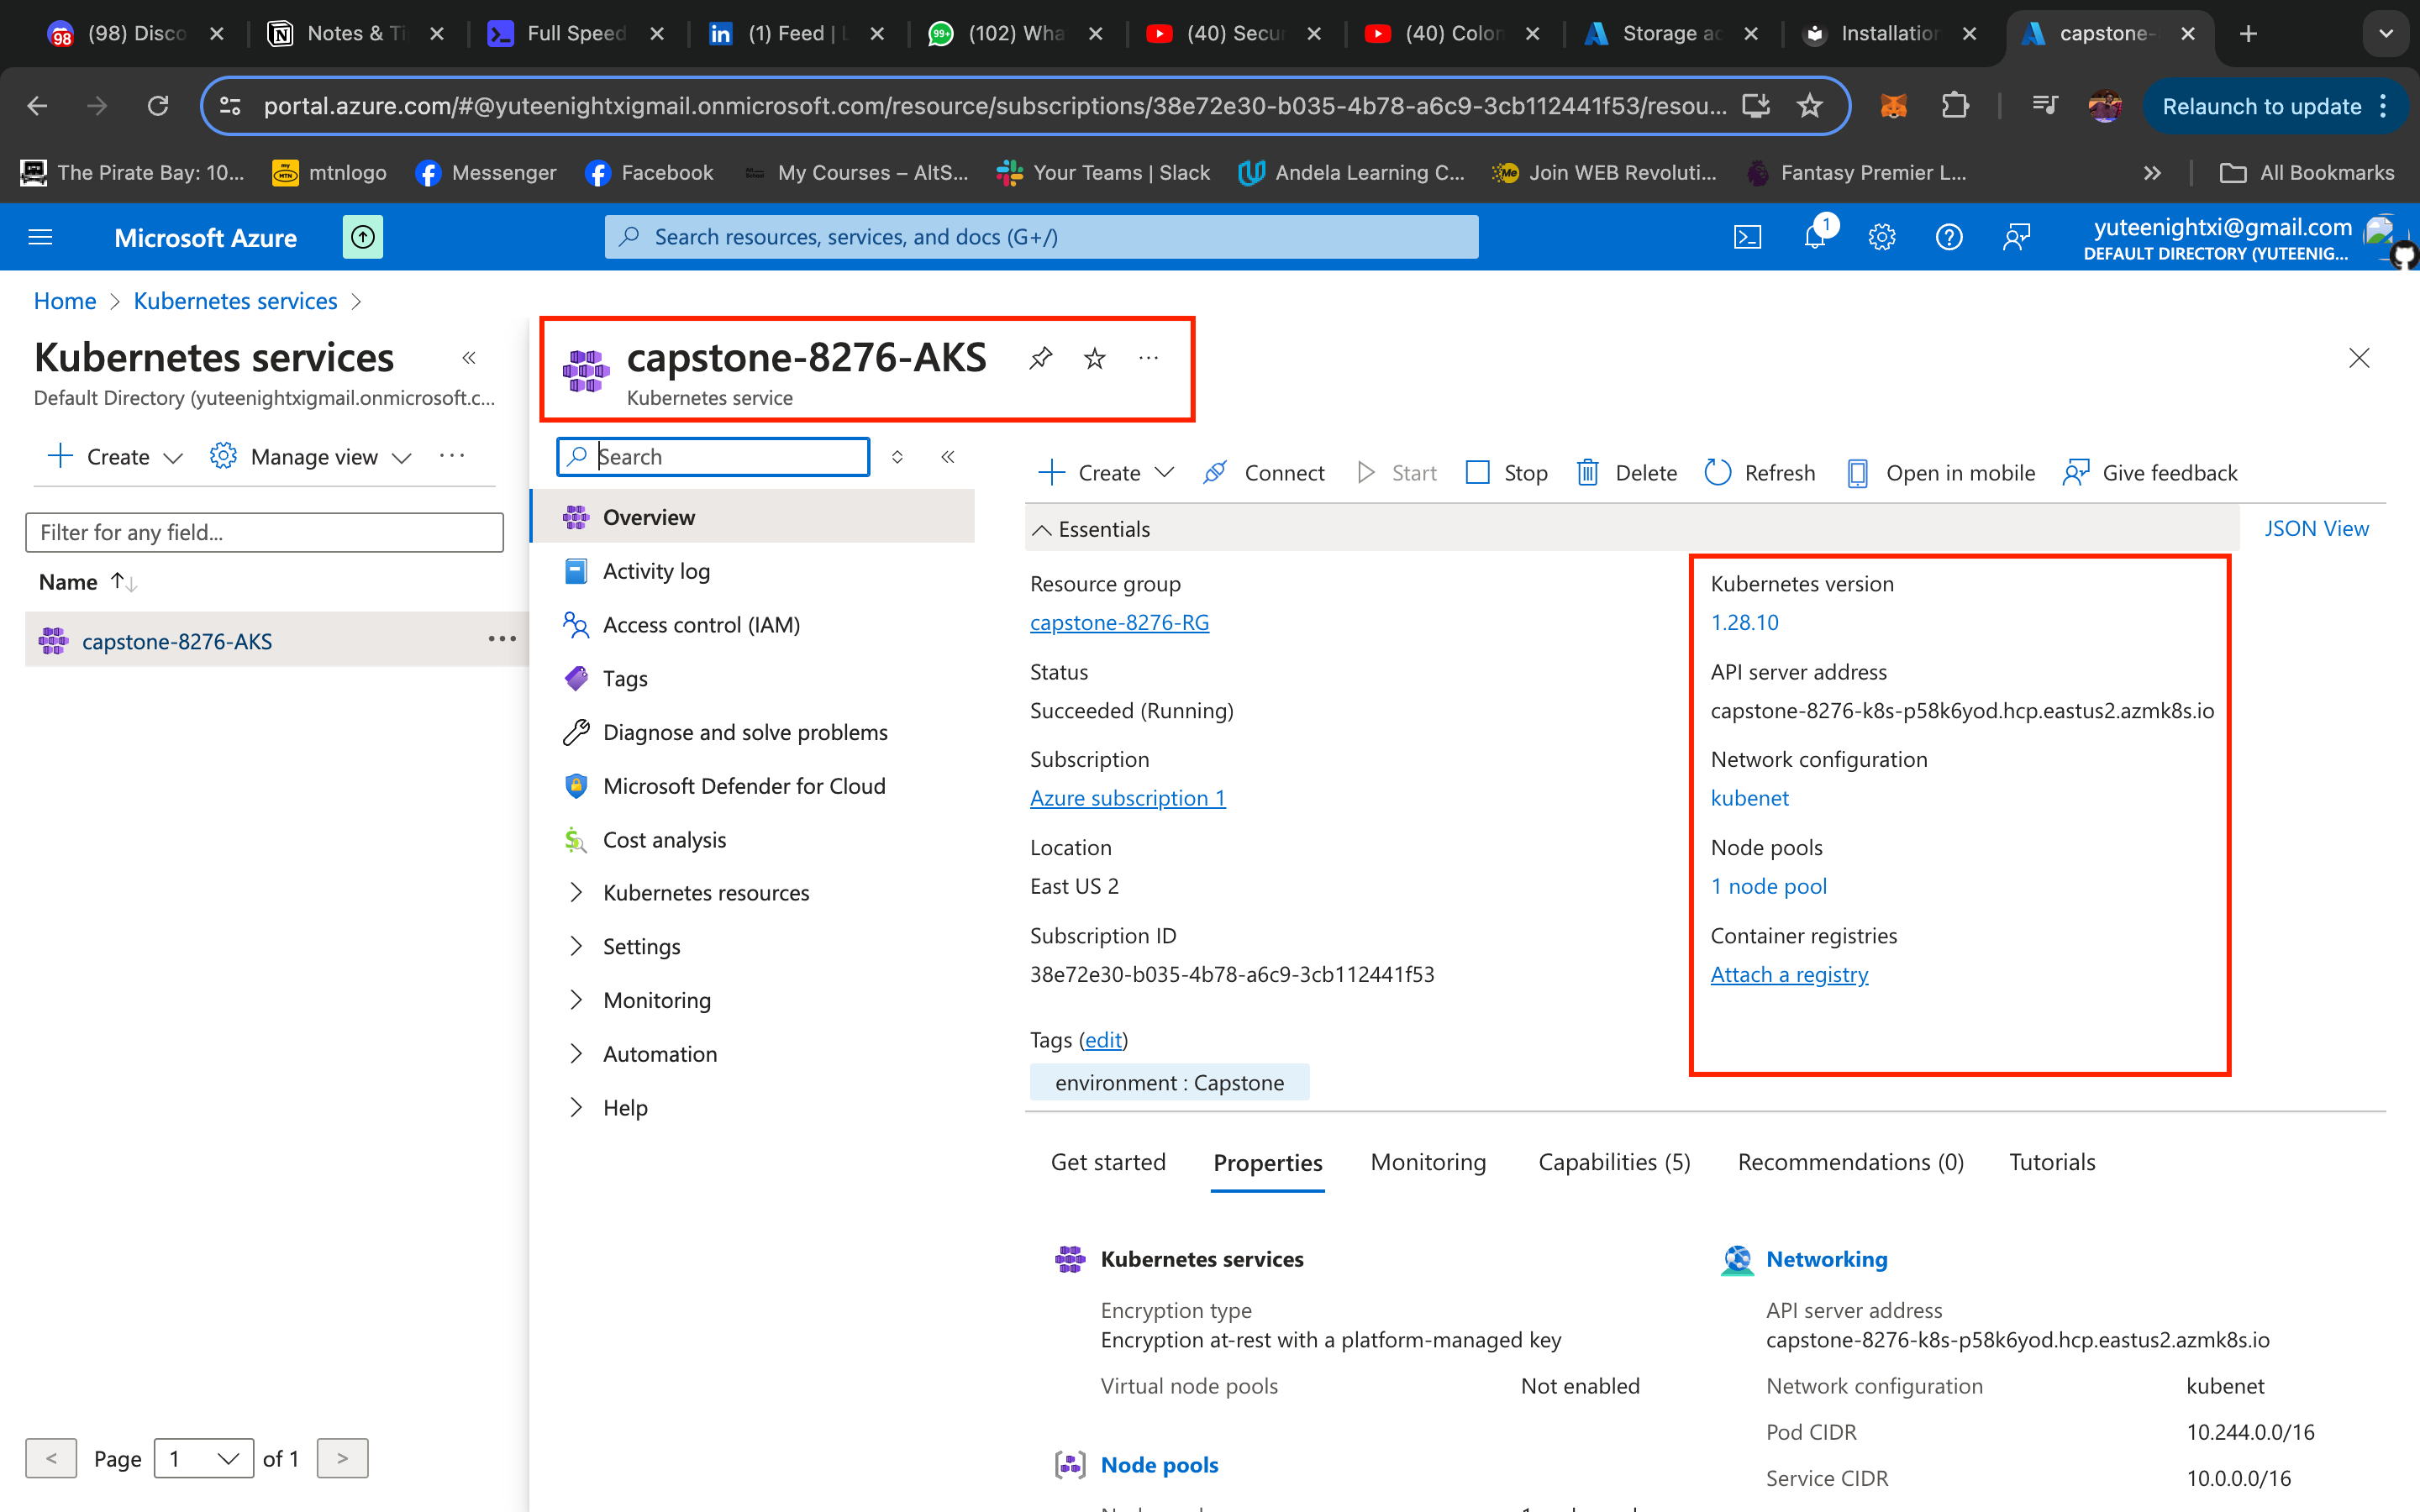 (98) Disco
Notes & Ti
Full Speed
(1) Feed | L
(102) Wha
(40) Secur
(40) Colon
Storage ac
Installation
capstone-
portal.azure.com/#@yuteenightxigmail.onmicrosoft.com/resource/subscriptions/38e72e30-b035-4b78-a6c9-3cb112441f53/resou...
Relaunch to update
The Pirate Bay: 10...
mtnlogo
Messenger
Facebook
My Courses – AltS...
Your Teams | Slack
Andela Learning C...
Join WEB Revoluti...
Fantasy Premier L...
All Bookmarks
Microsoft Azure
Search resources, services, and docs (G+/)
1
yuteenightxi@gmail.com
DEFAULT DIRECTORY (YUTEENIG...
Home
Kubernetes services
Kubernetes services
Default Directory (yuteenightxigmail.onmicrosoft.c...
Create
Manage view
Filter for any field...
Name
capstone-8276-AKS
Page 1 of 1
capstone-8276-AKS
Kubernetes service
Search
Overview
Activity log
Access control (IAM)
Tags
Diagnose and solve problems
Microsoft Defender for Cloud
Cost analysis
Kubernetes resources
Settings
Monitoring
Automation
Help
Create
Connect
Start
Stop
Delete
Refresh
Open in mobile
Give feedback
Essentials
JSON View
Resource group
capstone-8276-RG
Status
Succeeded (Running)
Subscription
Azure subscription 1
Location
East US 2
Subscription ID
38e72e30-b035-4b78-a6c9-3cb112441f53
Tags (edit)
environment : Capstone
Kubernetes version
1.28.10
API server address
capstone-8276-k8s-p58k6yod.hcp.eastus2.azmk8s.io
Network configuration
kubenet
Node pools
1 node pool
Container registries
Attach a registry
Get started
Properties
Monitoring
Capabilities (5)
Recommendations (0)
Tutorials
Kubernetes services
Encryption type
Encryption at-rest with a platform-managed key
Virtual node pools
Not enabled
Node pools
Networking
API server address
capstone-8276-k8s-p58k6yod.hcp.eastus2.azmk8s.io
Network configuration
kubenet
Pod CIDR
10.244.0.0/16
Service CIDR
10.0.0.0/16